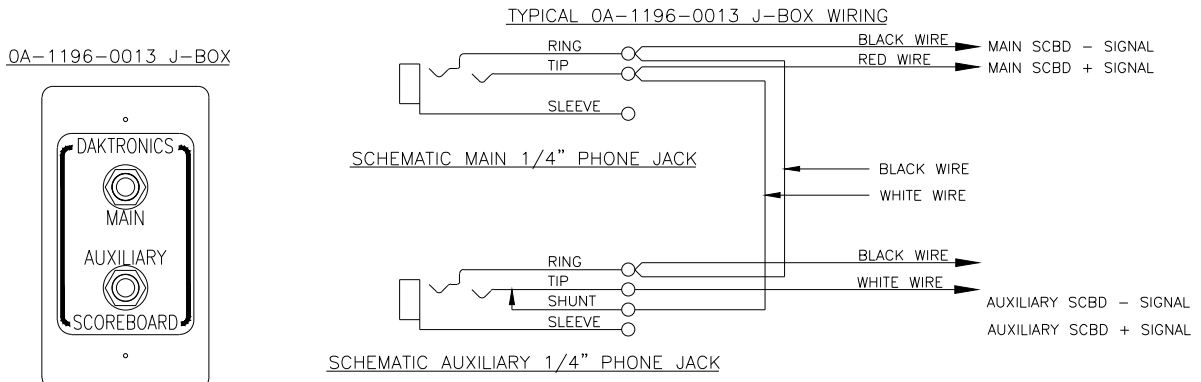 TYPICAL 0A-1196-0013 J-BOX WIRING
0A-1196-0013 J-BOX
DAKTRONICS
MAIN
AUXILIARY
SCOREBOARD
RING
TIP
SLEEVE
BLACK WIRE
RED WIRE
MAIN SCBD - SIGNAL
MAIN SCBD + SIGNAL
SCHEMATIC MAIN 1/4" PHONE JACK
BLACK WIRE
WHITE WIRE
RING
TIP
SHUNT
SLEEVE
BLACK WIRE
WHITE WIRE
AUXILIARY SCBD - SIGNAL
AUXILIARY SCBD + SIGNAL
SCHEMATIC AUXILIARY 1/4" PHONE JACK